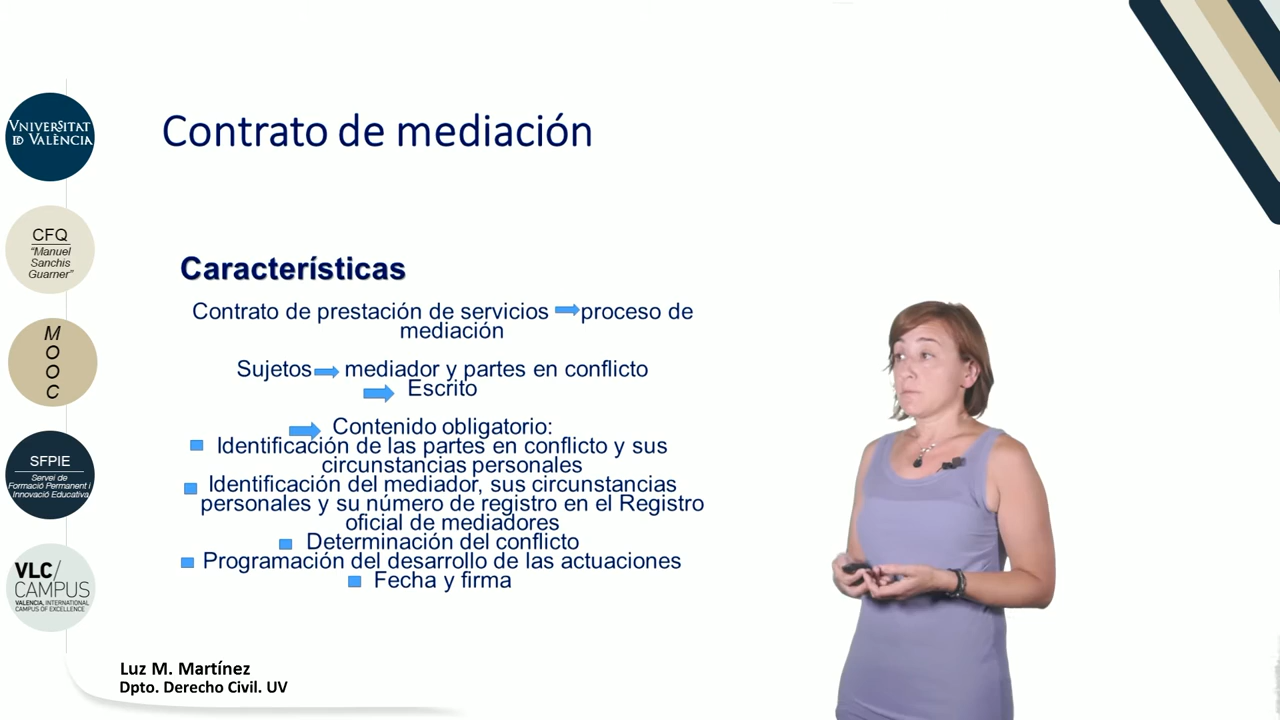 Contrato de mediación
VNIVERSITAT
ID VALÈNCIA
CFQ
"Manuel
Sanchis
Guarner"
M
O
O
C
SFPIE
Servei de
Formació Permanent i
Innovació Educativa
VLC/
CAMPUS
VALENCIA, INTERNATIONAL
CAMPUS OF EXCELLENCE
Características
Contrato de prestación de servicios proceso de
mediación
Sujetos mediador y partes en conflicto
Escrito
Contenido obligatorio:
Identificación de las partes en conflicto y sus
circunstancias personales
Identificación del mediador, sus circunstancias
personales y su número de registro en el Registro
oficial de mediadores
Determinación del conflicto
Programación del desarrollo de las actuaciones
Fecha y firma
Luz M. Martínez
Dpto. Derecho Civil. UV